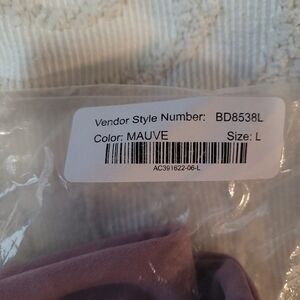 Vendor Style Number: BD8538L
Color: MAUVE Size: L
AC391622-06-L